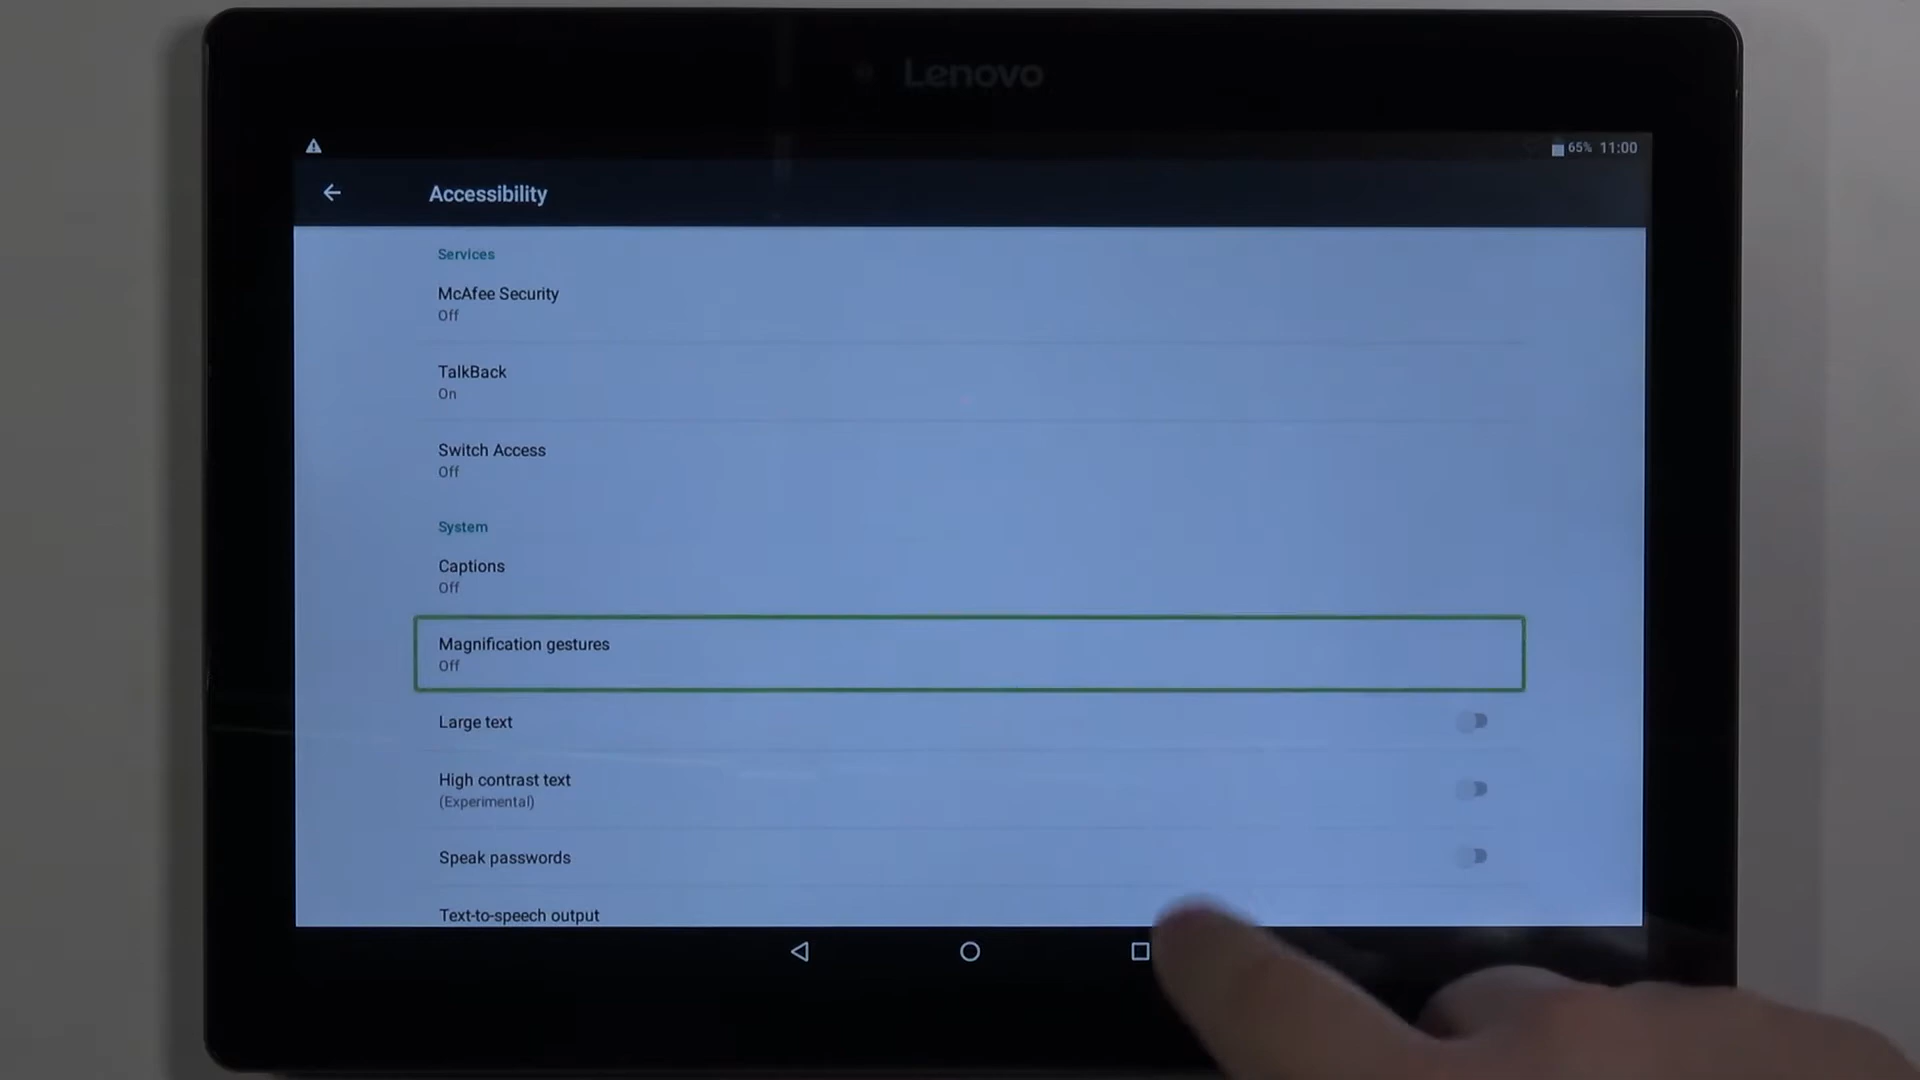 Lenovo
65% 11:00
Accessibility
Services
McAfee Security
Off
TalkBack
On
Switch Access
Off
System
Captions
Off
Magnification gestures
Off
Large text
High contrast text
(Experimental)
Speak passwords
Text-to-speech output